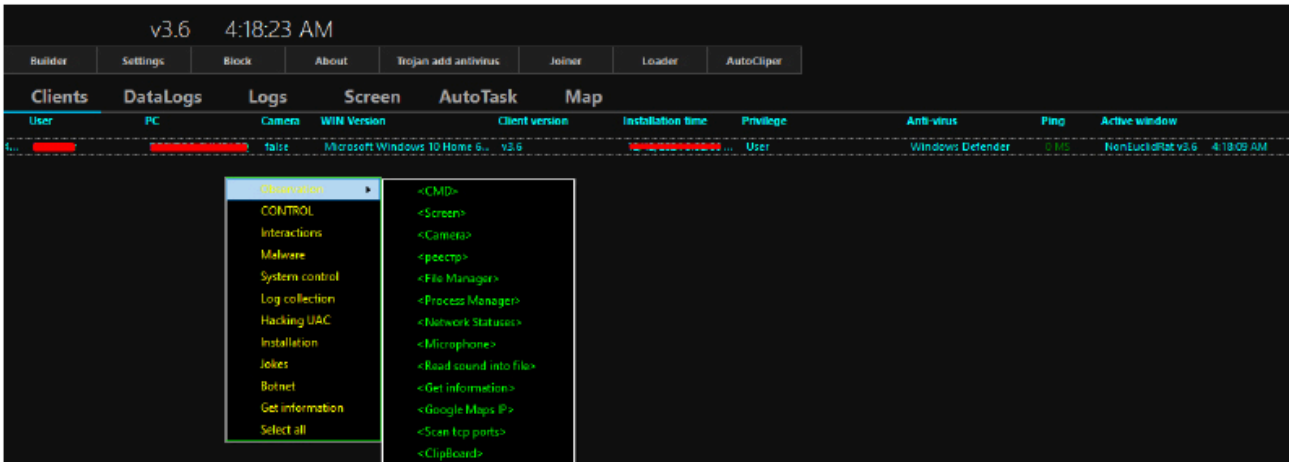 v3.6 4:18:23 AM
Builder Settings Block About Trojan add antivirus Joiner Loader AutoCliper
Clients DataLogs Logs Screen AutoTask Map
User PC Camera WIN Version Client version Installation time Privilege Anti-virus Ping Active window
false Microsoft Windows 10 Home 6... v3.6 ... User Windows Defender 0 MS NonEuclidRat v3.6 4:18:09 AM
Observation <CMD>
CONTROL <Screen>
Interactions <Camera>
Malware <реестр>
System control <File Manager>
Log collection <Process Manager>
Hacking UAC <Network Statuses>
Installation <Microphone>
Jokes <Read sound into file>
Botnet <Get information>
Get information <Google Maps IP>
Select all <Scan tcp ports>
<ClipBoard>